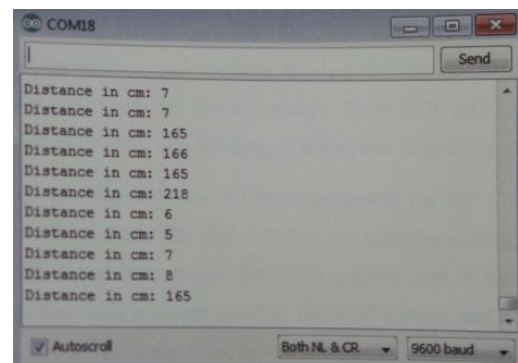 COM18
Send
Distance in cm: 7
Distance in cm: 7
Distance in cm: 165
Distance in cm: 166
Distance in cm: 165
Distance in cm: 218
Distance in cm: 6
Distance in cm: 5
Distance in cm: 7
Distance in cm: 8
Distance in cm: 165
Autoscroll
Both NL & CR
9600 baud